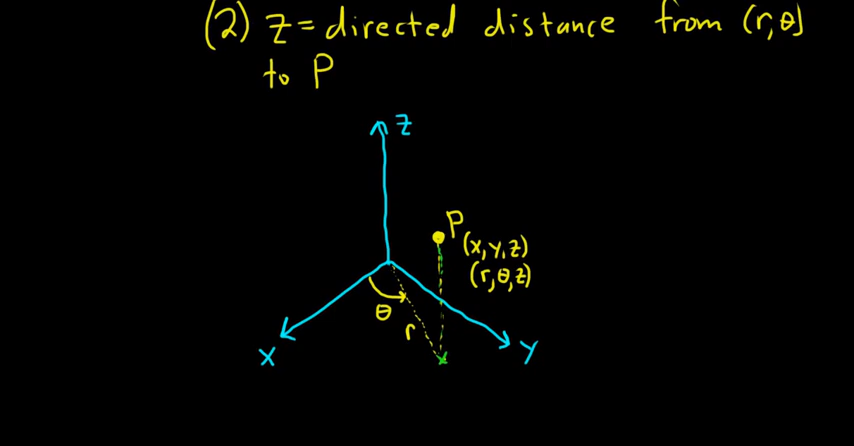 (2) z = directed distance from (r, θ)
to P
z
P
(x, y, z)
(r, θ, z)
θ
r
x
y